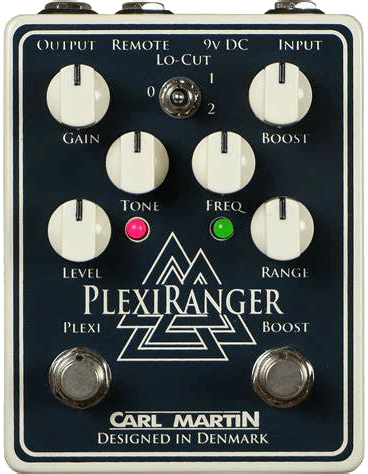 OUTPUT REMOTE 9V DC INPUT
LO-CUT
0 1
2
GAIN BOOST
TONE FREQ
LEVEL RANGE
PLEXIRANGER
PLEXI BOOST
CARL MARTIN
DESIGNED IN DENMARK